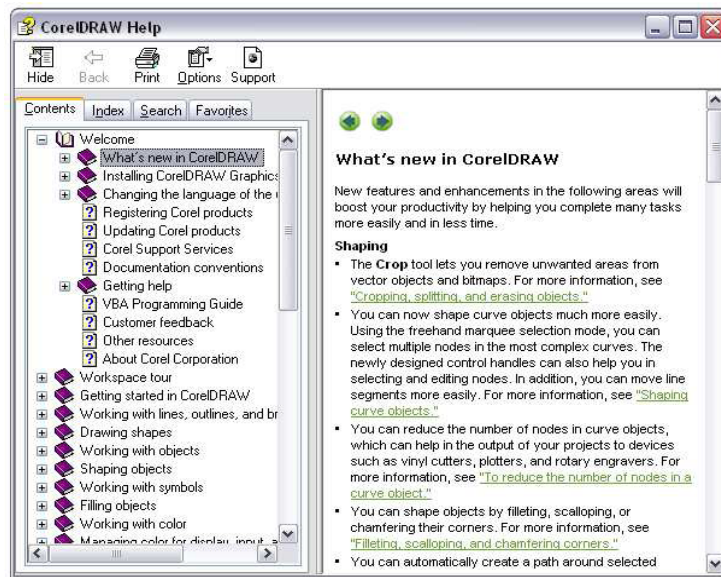 CorelDRAW Help
Hide Back Print Options Support
Contents Index Search Favorites
Welcome
What's new in CorelDRAW
Installing CorelDRAW Graphics
Changing the language of the
Registering Corel products
Updating Corel products
Corel Support Services
Documentation conventions
Getting help
VBA Programming Guide
Customer feedback
Other resources
About Corel Corporation
Workspace tour
Getting started in CorelDRAW
Working with lines, outlines, and br
Drawing shapes
Working with objects
Shaping objects
Working with symbols
Filling objects
Working with color
Managing color for display, input, a
What's new in CorelDRAW
New features and enhancements in the following areas will
boost your productivity by helping you complete many tasks
more easily and in less time.
Shaping
• The Crop tool lets you remove unwanted areas from
vector objects and bitmaps. For more information, see
"Cropping, splitting, and erasing objects."
• You can now shape curve objects much more easily.
Using the freehand marquee selection mode, you can
select multiple nodes in the most complex curves. The
newly designed control handles can also help you in
selecting and editing nodes. In addition, you can move line
segments more easily. For more information, see "Shaping
curve objects."
• You can reduce the number of nodes in curve objects,
which can help in the output of your projects to devices
such as vinyl cutters, plotters, and rotary engravers. For
more information, see "To reduce the number of nodes in a
curve object."
• You can shape objects by filleting, scalloping, or
chamfering their corners. For more information, see
"Filleting, scalloping, and chamfering corners."
• You can automatically create a path around selected